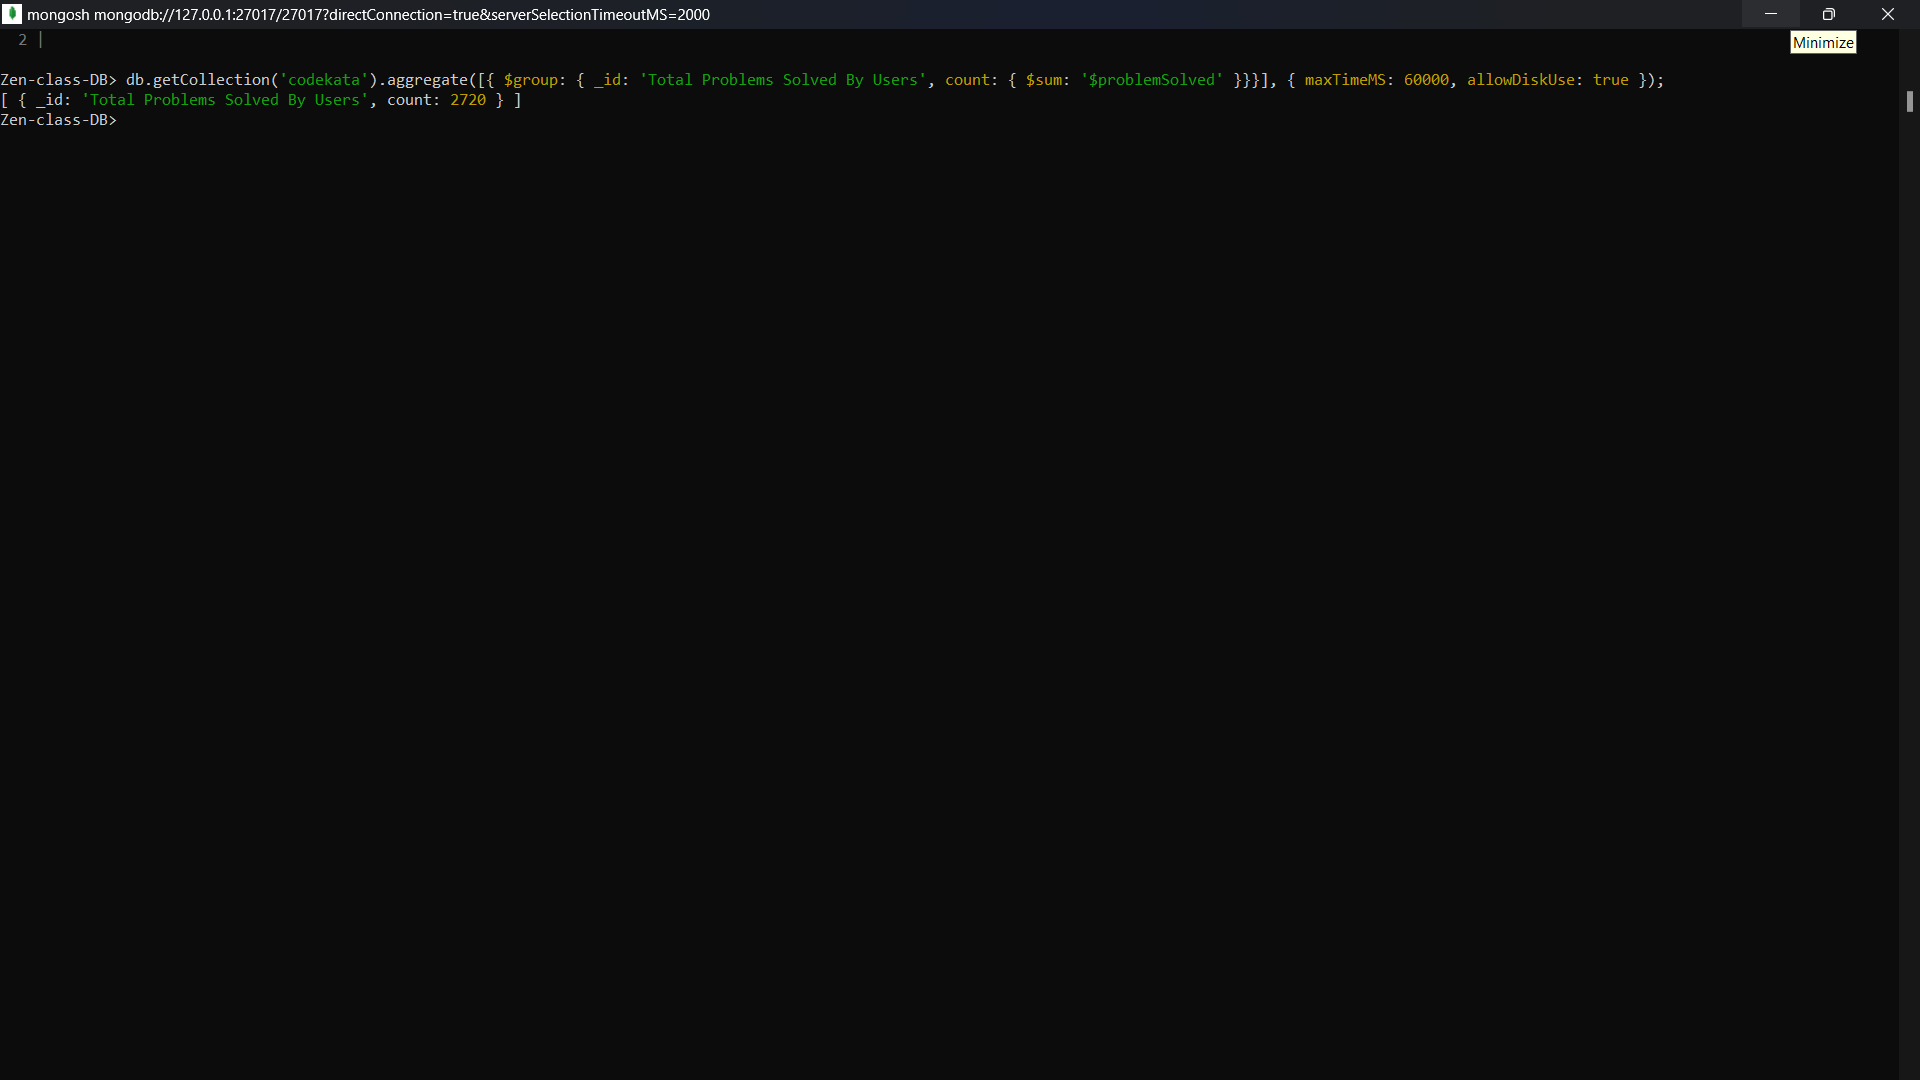 mongosh mongodb://127.0.0.1:27017/27017?directConnection=true&serverSelectionTimeoutMS=2000
2
Minimize
Zen-class-DB> db.getCollection('codekata').aggregate([{ $group: { _id: 'Total Problems Solved By Users', count: { $sum: '$problemSolved' }}}], { maxTimeMS: 60000, allowDiskUse: true });
[ { _id: 'Total Problems Solved By Users', count: 2720 } ]
Zen-class-DB>